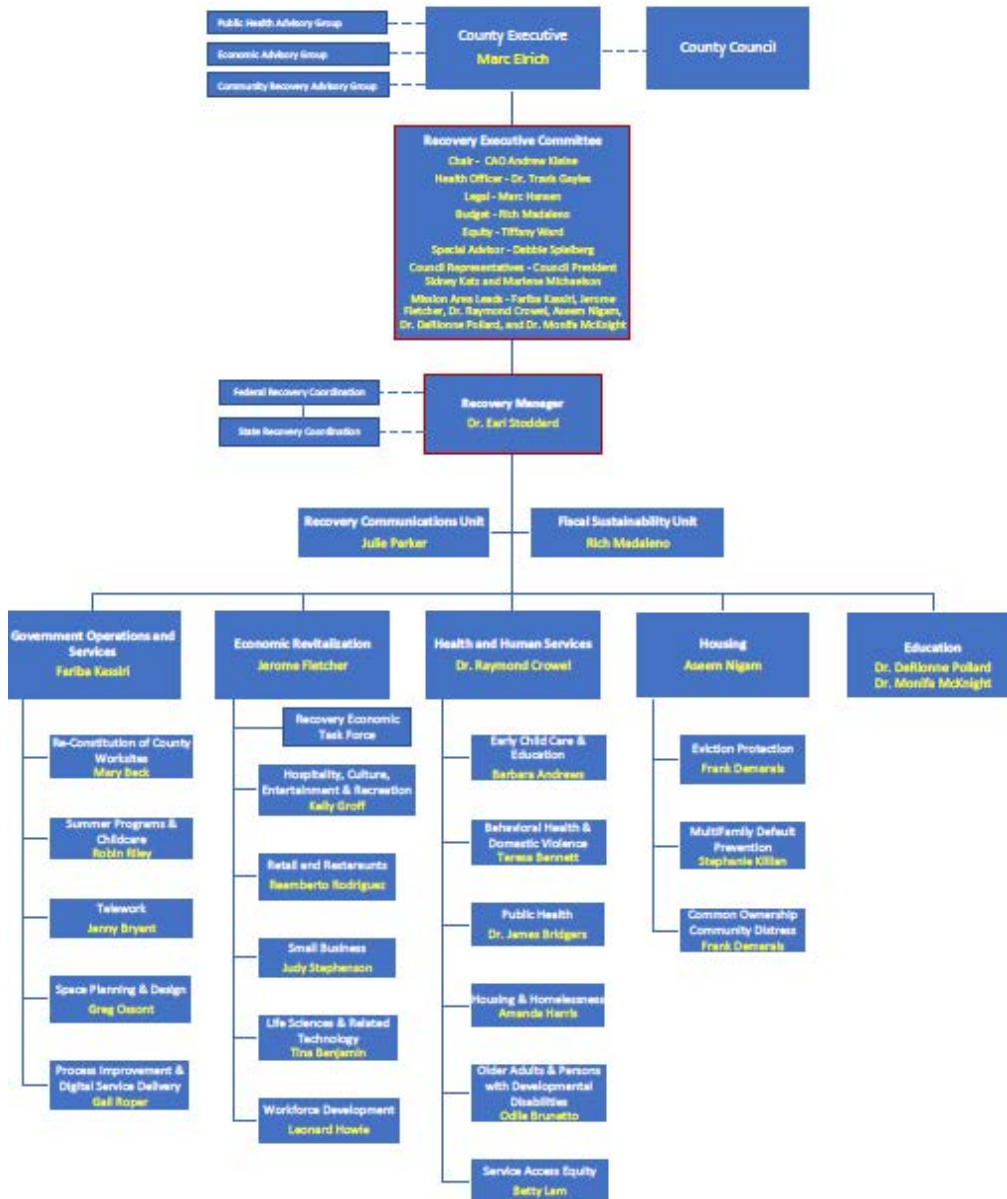 Public Health Advisory Group
Economic Advisory Group
Community Recovery Advisory Group
County Executive
Marc Elrich
County Council
Recovery Executive Committee
Chair - CAO Andrew Kleine
Health Officer - Dr. Travis Gayles
Legal - Marc Hansen
Budget - Rich Madaleno
Equity - Tiffany Ward
Special Advisor - Debbie Spielberg
Council Representatives - Council President
Sidney Katz and Marlene Michaelson
Mission Area Leads - Fariba Kassiri, Jerome
Fletcher, Dr. Raymond Crowel, Aseem Nigam,
Dr. DeRionne Pollard, and Dr. Monifa McKnight
Federal Recovery Coordination
State Recovery Coordination
Recovery Manager
Dr. Earl Stoddard
Recovery Communications Unit
Julie Parker
Fiscal Sustainability Unit
Rich Madaleno
Government Operations and
Services
Fariba Kassiri
Re-Constitution of County
Worksites
Mary Beck
Summer Programs &
Childcare
Robin Riley
Telework
Jenny Bryant
Space Planning & Design
Greg Ossont
Process Improvement &
Digital Service Delivery
Gail Roper
Economic Revitalization
Jerome Fletcher
Recovery Economic
Task Force
Hospitality, Culture,
Entertainment & Recreation
Kelly Groff
Retail and Restareunts
Reemberto Rodriguez
Small Business
Judy Stephenson
Life Sciences & Related
Technology
Tina Benjamin
Workforce Development
Leonard Howie
Health and Human Services
Dr. Raymond Crowel
Early Child Care &
Education
Barbara Andrews
Behavioral Health &
Domestic Violence
Teresa Bennett
Public Health
Dr. James Bridgers
Housing & Homelessness
Amanda Harris
Older Adults & Persons
with Developmental
Disabilities
Odile Brunetto
Service Access Equity
Betty Lam
Housing
Aseem Nigam
Eviction Protection
Frank Demarais
MultiFamily Default
Prevention
Stephanie Killian
Common Ownership
Community Distress
Frank Demarais
Education
Dr. DeRionne Pollard
Dr. Monifa McKnight